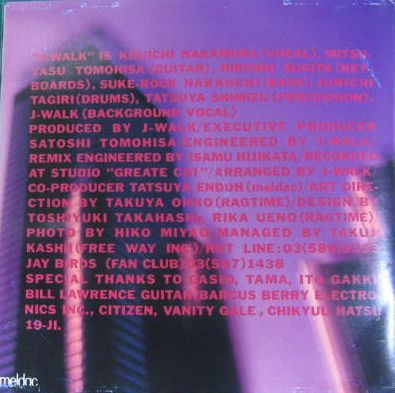 "J-WALK" IS KOUICHI NAKAMURA(VOCAL), MITSU-
YASU TOMOHISA(GUITAR), HIROSHI SUGITA(KEY-
BOARDS), SUKE-ROCK NAKAUCHI(BASS), JUNICHI
TAGIRI(DRUMS), TATSUYA SHIMIZU(PERCUSSION).
J-WALK(BACKGROUND VOCAL)
PRODUCED BY J-WALK/EXECUTIVE PRODUCER
SATOSHI TOMOHISA/ENGINEERED BY J-WALK/
REMIX ENGINEERED BY ISAMU HIJIKATA/RECORDED
AT STUDIO "GREATE CAT"/ARRANGED BY J-WALK/
CO-PRODUCER TATSUYA ENDOH (meldac)/ART DIRE-
CTION BY TAKUYA OHNO(RAGTIME)/DESIGN. B
TOSHIYUKI TAKAHASHI, RIKA UENO(RAGTIME)
PHOTO BY HIKO MIYAO/MANAGED BY TAKUJI
KASHII(FREE WAY INC)/HOT LINE:03(586)
JAY BIRDS (FAN CLUB)03(587)1438
SPECIAL THANKS TO CASIO, TAMA, ITO GAKKI
BILL LAWRENCE GUITAR/BARCUS BERRY ELECTRO-
NICS INC., CITIZEN, VANITY GALE, CHIKYUU HATSU
19-JI.
meldac